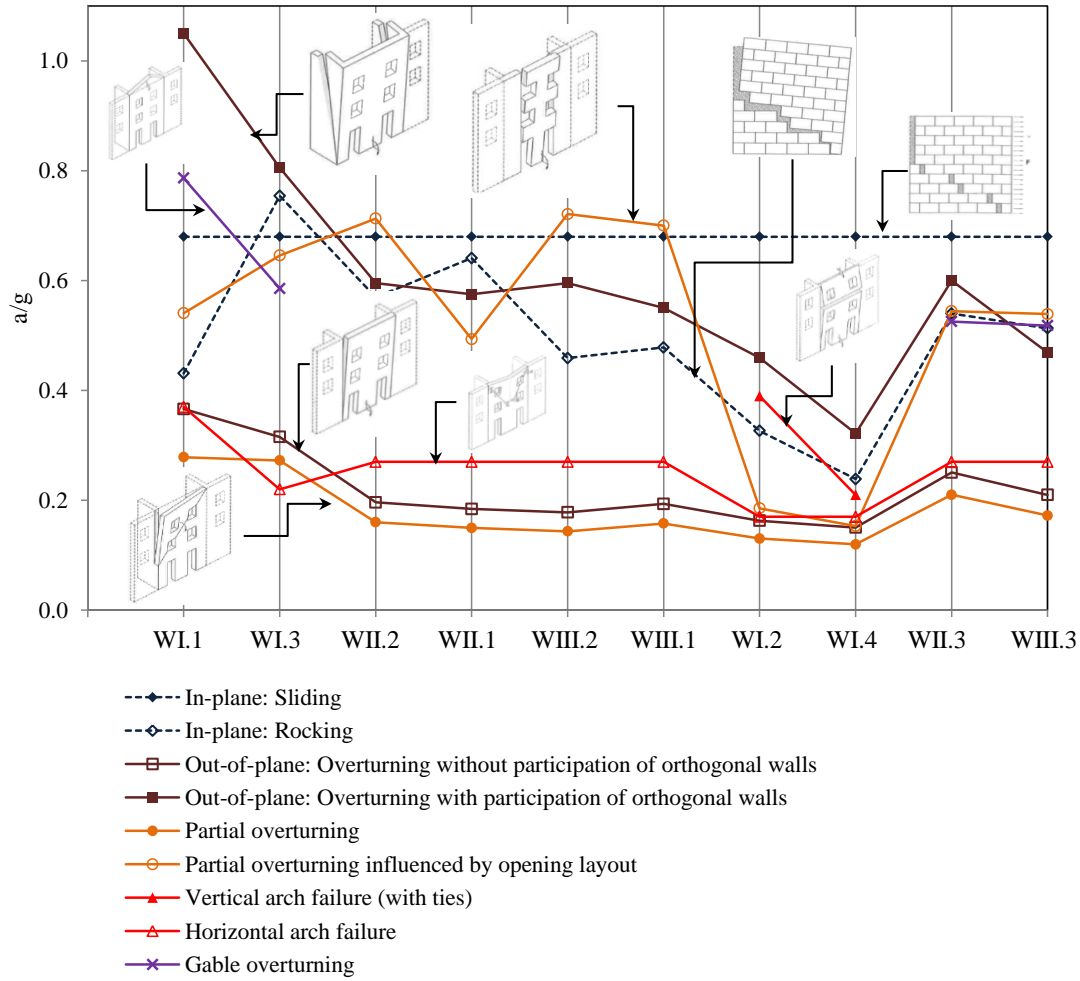 1.0
0.8
0.6
0.4
0.2
0.0
a/g
WI.1 WI.3 WII.2 WII.1 WIII.2 WIII.1 WI.2 WI.4 WII.3 WIII.3
In-plane: Sliding
In-plane: Rocking
Out-of-plane: Overturning without participation of orthogonal walls
Out-of-plane: Overturning with participation of orthogonal walls
Partial overturning
Partial overturning influenced by opening layout
Vertical arch failure (with ties)
Horizontal arch failure
Gable overturning